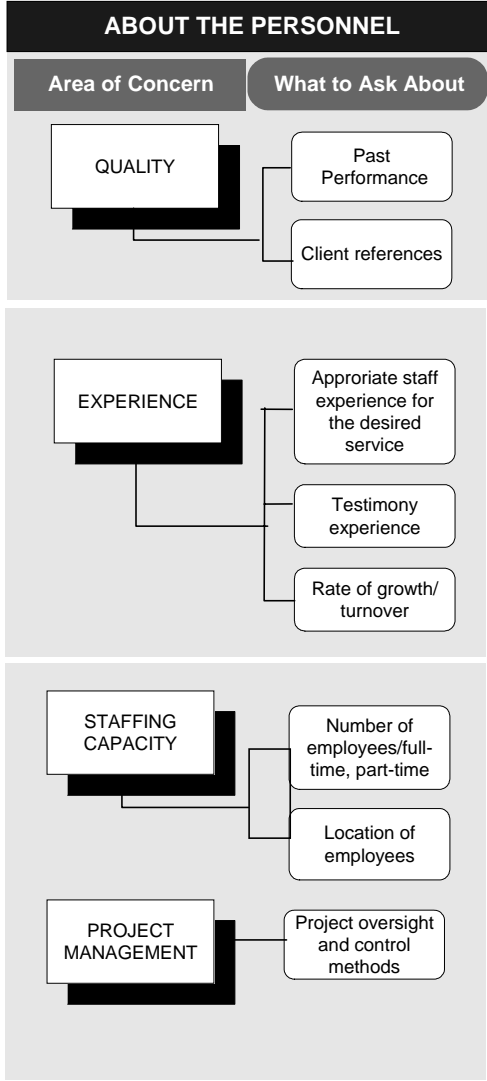 ABOUT THE PERSONNEL
Area of Concern
What to Ask About
QUALITY
Past
Performance
Client references
EXPERIENCE
Approriate staff
experience for
the desired
service
Testimony
experience
Rate of growth/
turnover
STAFFING
CAPACITY
Number of
employees/full-
time, part-time
Location of
employees
PROJECT
MANAGEMENT
Project oversight
and control
methods